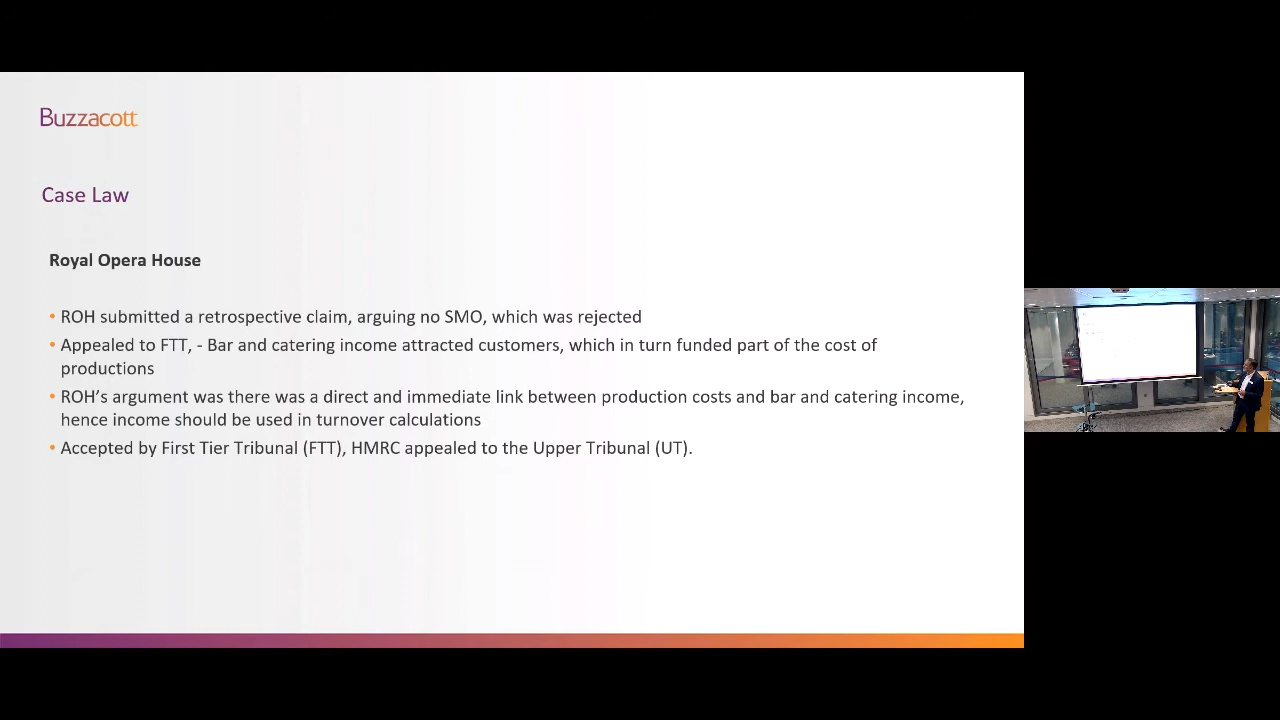 Buzzacott
Case Law
Royal Opera House
• ROH submitted a retrospective claim, arguing no SMO, which was rejected
• Appealed to FTT, - Bar and catering income attracted customers, which in turn funded part of the cost of
productions
• ROH's argument was there was a direct and immediate link between production costs and bar and catering income,
hence income should be used in turnover calculations
• Accepted by First Tier Tribunal (FTT), HMRC appealed to the Upper Tribunal (UT).